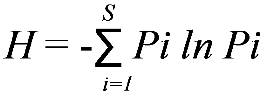 H = -∑ Pi ln Pi
S
i=1